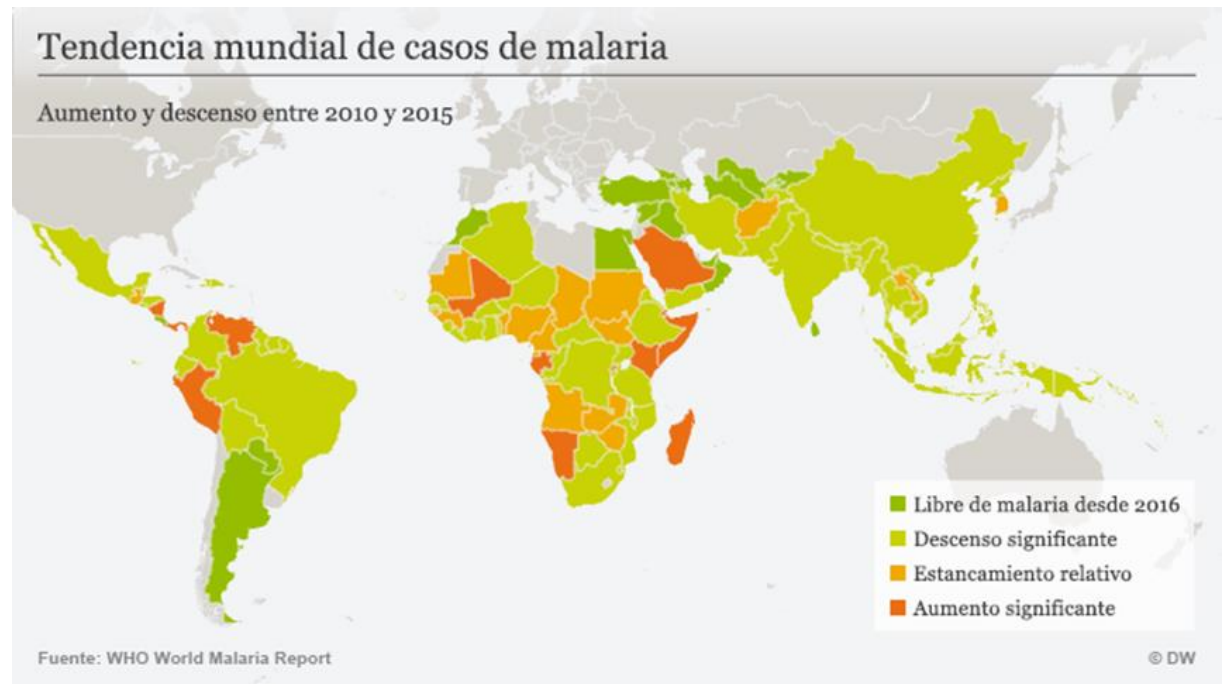 Tendencia mundial de casos de malaria
Aumento y descenso entre 2010 y 2015
Libre de malaria desde 2016
Descenso significante
Estancamiento relativo
Aumento significante
Fuente: WHO World Malaria Report
© DW